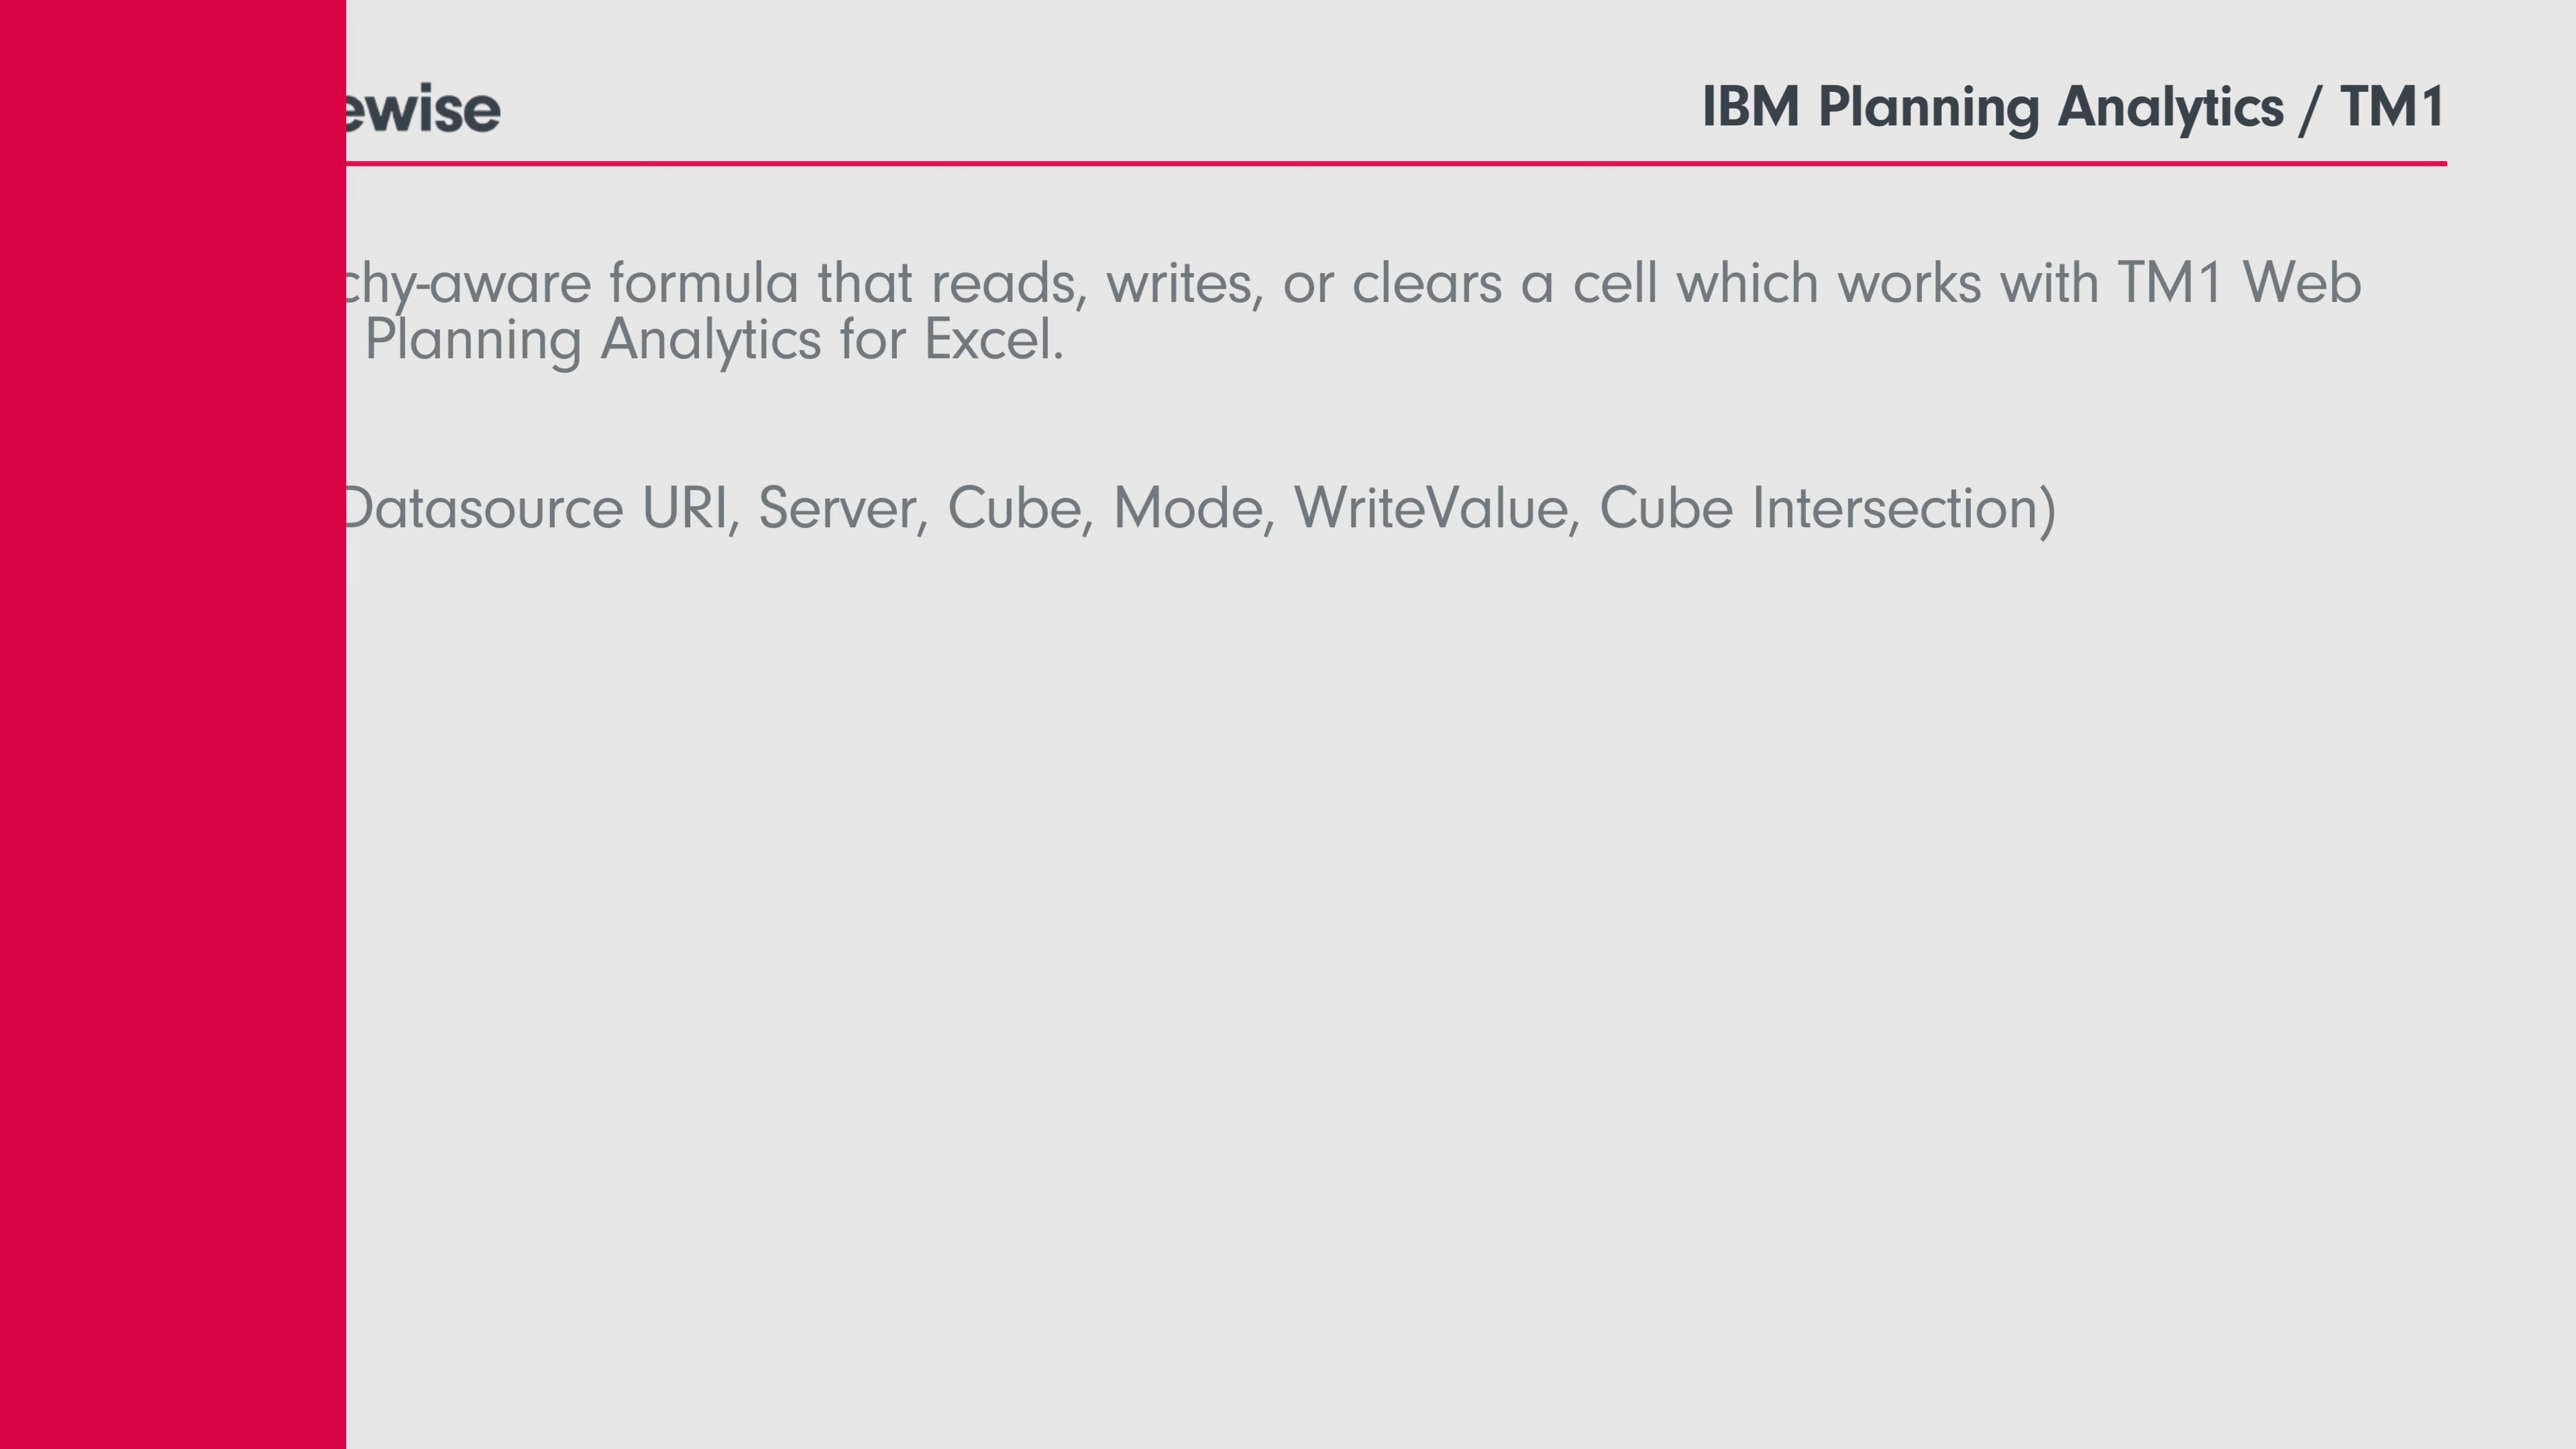 ewise
IBM Planning Analytics / TM1
chy-aware formula that reads, writes, or clears a cell which works with TM1 Web
Planning Analytics for Excel.
Datasource URI, Server, Cube, Mode, WriteValue, Cube Intersection)